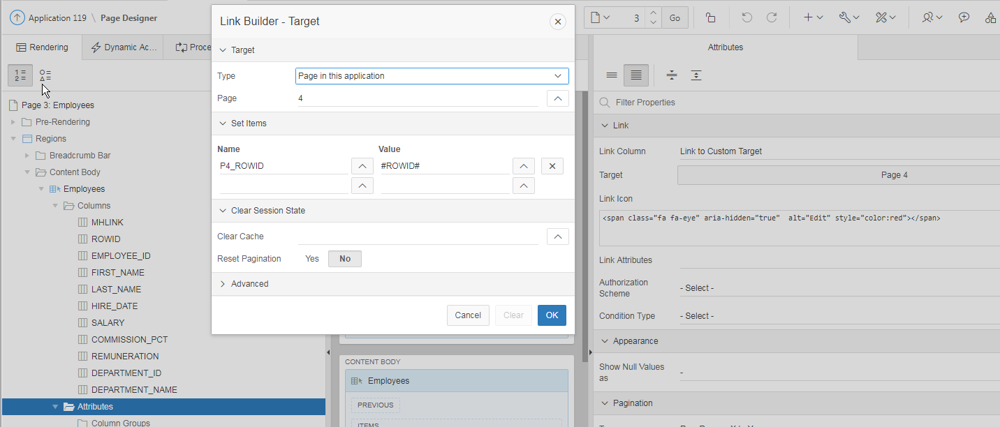 Application 119 \ Page Designer
3 Go
Rendering Dynamic Ac... Proce
Page 3: Employees
Pre-Rendering
Regions
Breadcrumb Bar
Content Body
Employees
Columns
MHLINK
ROWID
EMPLOYEE_ID
FIRST_NAME
LAST_NAME
HIRE_DATE
SALARY
COMMISSION_PCT
REMUNERATION
DEPARTMENT_ID
DEPARTMENT_NAME
Attributes
Column Groups
Link Builder - Target
Target
Type Page in this application
Page 4
Set Items
Name Value
P4_ROWID #ROWID#
Clear Session State
Clear Cache
Reset Pagination Yes No
Advanced
Cancel Clear OK
CONTENT BODY
Employees
PREVIOUS
ITEMS
Attributes
Filter Properties
Link
Link Column Link to Custom Target
Target Page 4
Link Icon
<span class="fa fa-eye" aria-hidden="true"  alt="Edit" style="color:red"></span>
Link Attributes
Authorization
Scheme
- Select -
Condition Type - Select -
Appearance
Show Null Values
as
-
Pagination